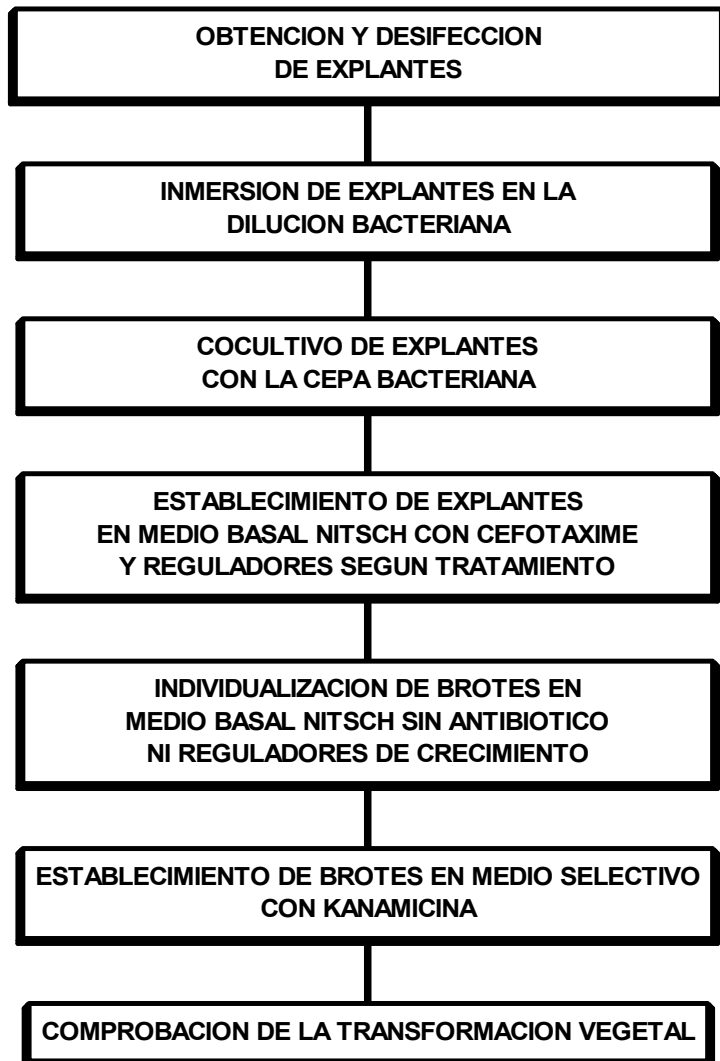 OBTENCION Y DESIFECCION
DE EXPLANTES
INMERSION DE EXPLANTES EN LA
DILUCION BACTERIANA
COCULTIVO DE EXPLANTES
CON LA CEPA BACTERIANA
ESTABLECIMIENTO DE EXPLANTES
EN MEDIO BASAL NITSCH CON CEFOTAXIME
Y REGULADORES SEGUN TRATAMIENTO
INDIVIDUALIZACION DE BROTES EN
MEDIO BASAL NITSCH SIN ANTIBIOTICO
NI REGULADORES DE CRECIMIENTO
ESTABLECIMIENTO DE BROTES EN MEDIO SELECTIVO
CON KANAMICINA
COMPROBACION DE LA TRANSFORMACION VEGETAL